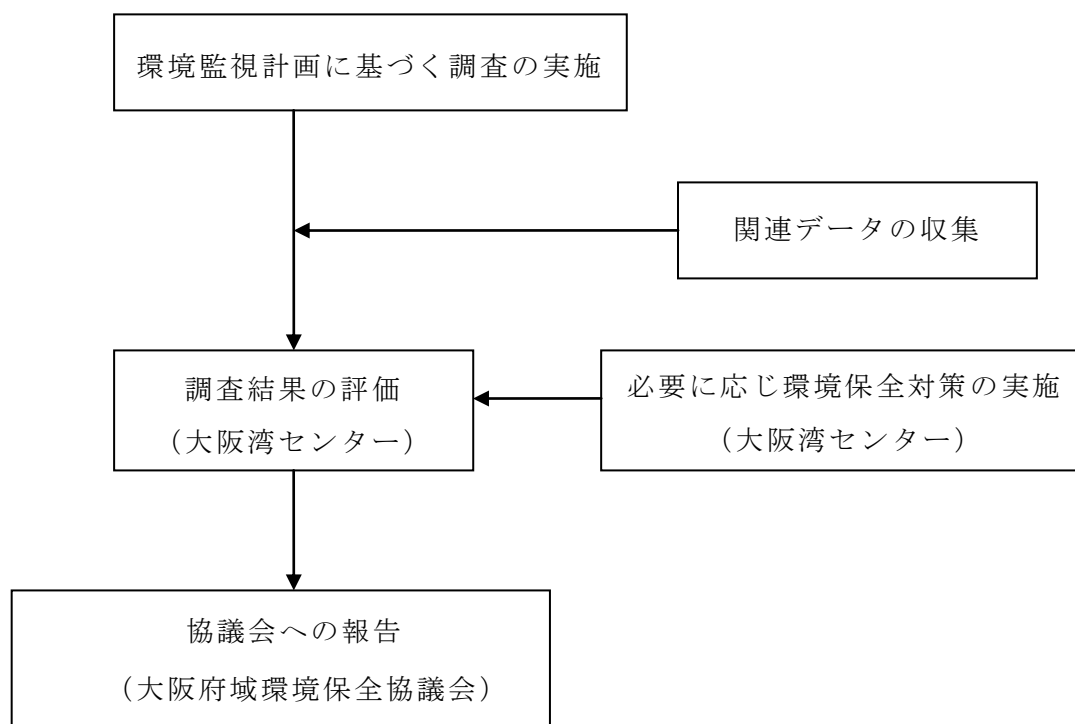 環境監視計画に基づく調査の実施
関連データの収集
調査結果の評価
（大阪湾センター）
必要に応じ環境保全対策の実施
（大阪湾センター）
協議会への報告
（大阪府域環境保全協議会）